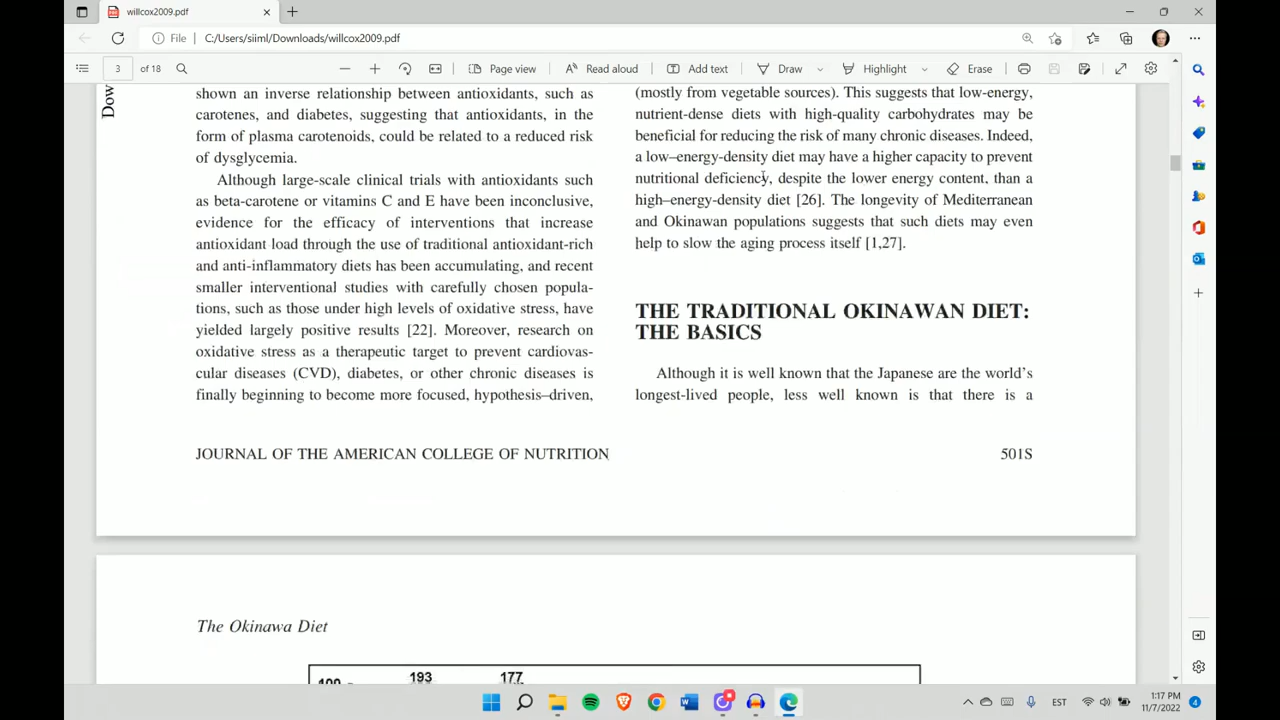 willcox2009.pdf
File
C:/Users/siiml/Downloads/willcox2009.pdf
3 of 18
Page view
Read aloud
Add text
Draw
Highlight
Erase
Dow
shown an inverse relationship between antioxidants, such as
carotenes, and diabetes, suggesting that antioxidants, in the
form of plasma carotenoids, could be related to a reduced risk
of dysglycemia.
Although large-scale clinical trials with antioxidants such
as beta-carotene or vitamins C and E have been inconclusive,
evidence for the efficacy of interventions that increase
antioxidant load through the use of traditional antioxidant-rich
and anti-inflammatory diets has been accumulating, and recent
smaller interventional studies with carefully chosen popula-
tions, such as those under high levels of oxidative stress, have
yielded largely positive results [22]. Moreover, research on
oxidative stress as a therapeutic target to prevent cardiovas-
cular diseases (CVD), diabetes, or other chronic diseases is
finally beginning to become more focused, hypothesis–driven,
(mostly from vegetable sources). This suggests that low-energy,
nutrient-dense diets with high-quality carbohydrates may be
beneficial for reducing the risk of many chronic diseases. Indeed,
a low–energy-density diet may have a higher capacity to prevent
nutritional deficiency, despite the lower energy content, than a
high–energy-density diet [26]. The longevity of Mediterranean
and Okinawan populations suggests that such diets may even
help to slow the aging process itself [1,27].
THE TRADITIONAL OKINAWAN DIET:
THE BASICS
Although it is well known that the Japanese are the world's
longest-lived people, less well known is that there is a
JOURNAL OF THE AMERICAN COLLEGE OF NUTRITION
501S
The Okinawa Diet
193
177
100
EST
1:17 PM
11/7/2022
4